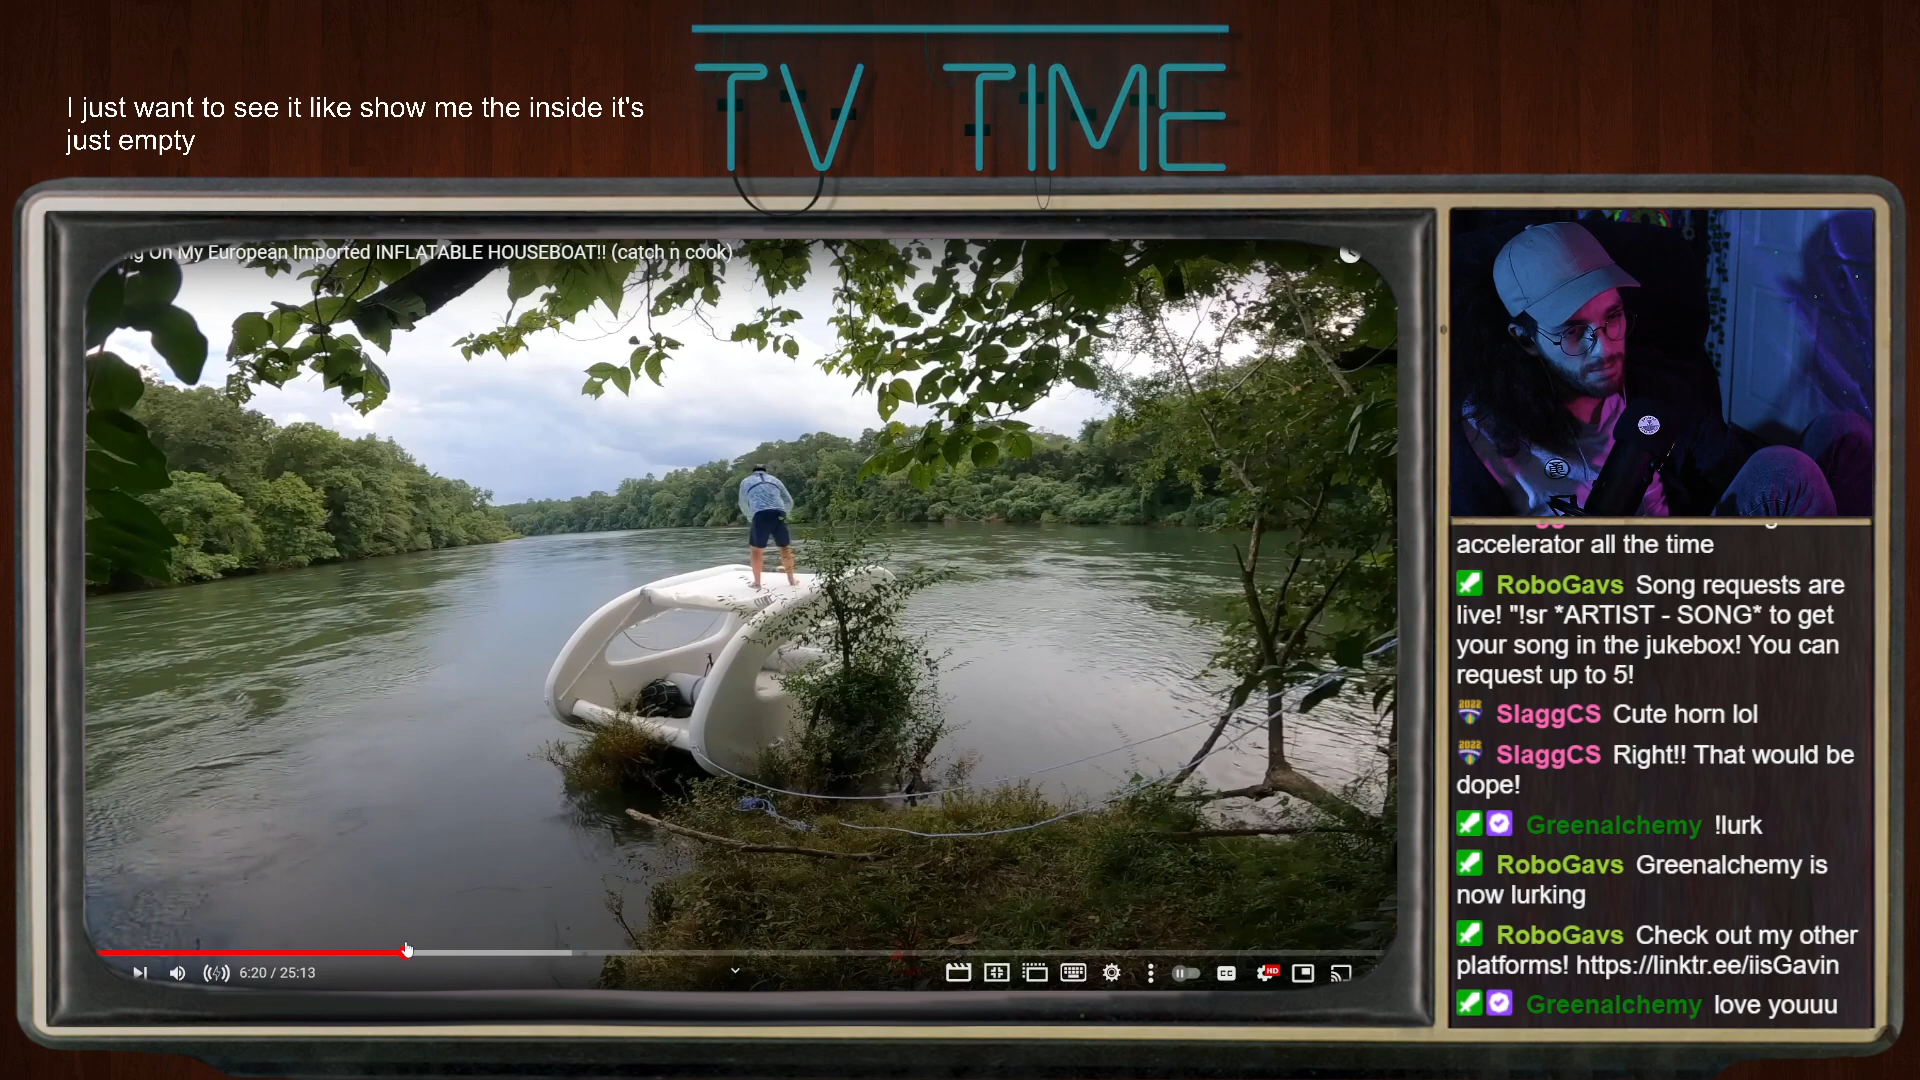 TV TIME
I just want to see it like show me the inside it's
just empty
On My European Imported INFLATABLE HOUSEBOAT!! (catch n cook)
6:20 / 25:13
CC
HD
accelerator all the time
RoboGavs Song requests are
live! "!sr *ARTIST - SONG* to get
your song in the jukebox! You can
request up to 5!
2022 SlaggCS Cute horn lol
2022 SlaggCS Right!! That would be
dope!
Greenalchemy !lurk
RoboGavs Greenalchemy is
now lurking
RoboGavs Check out my other
platforms! https://linktr.ee/iisGavin
Greenalchemy love youuu